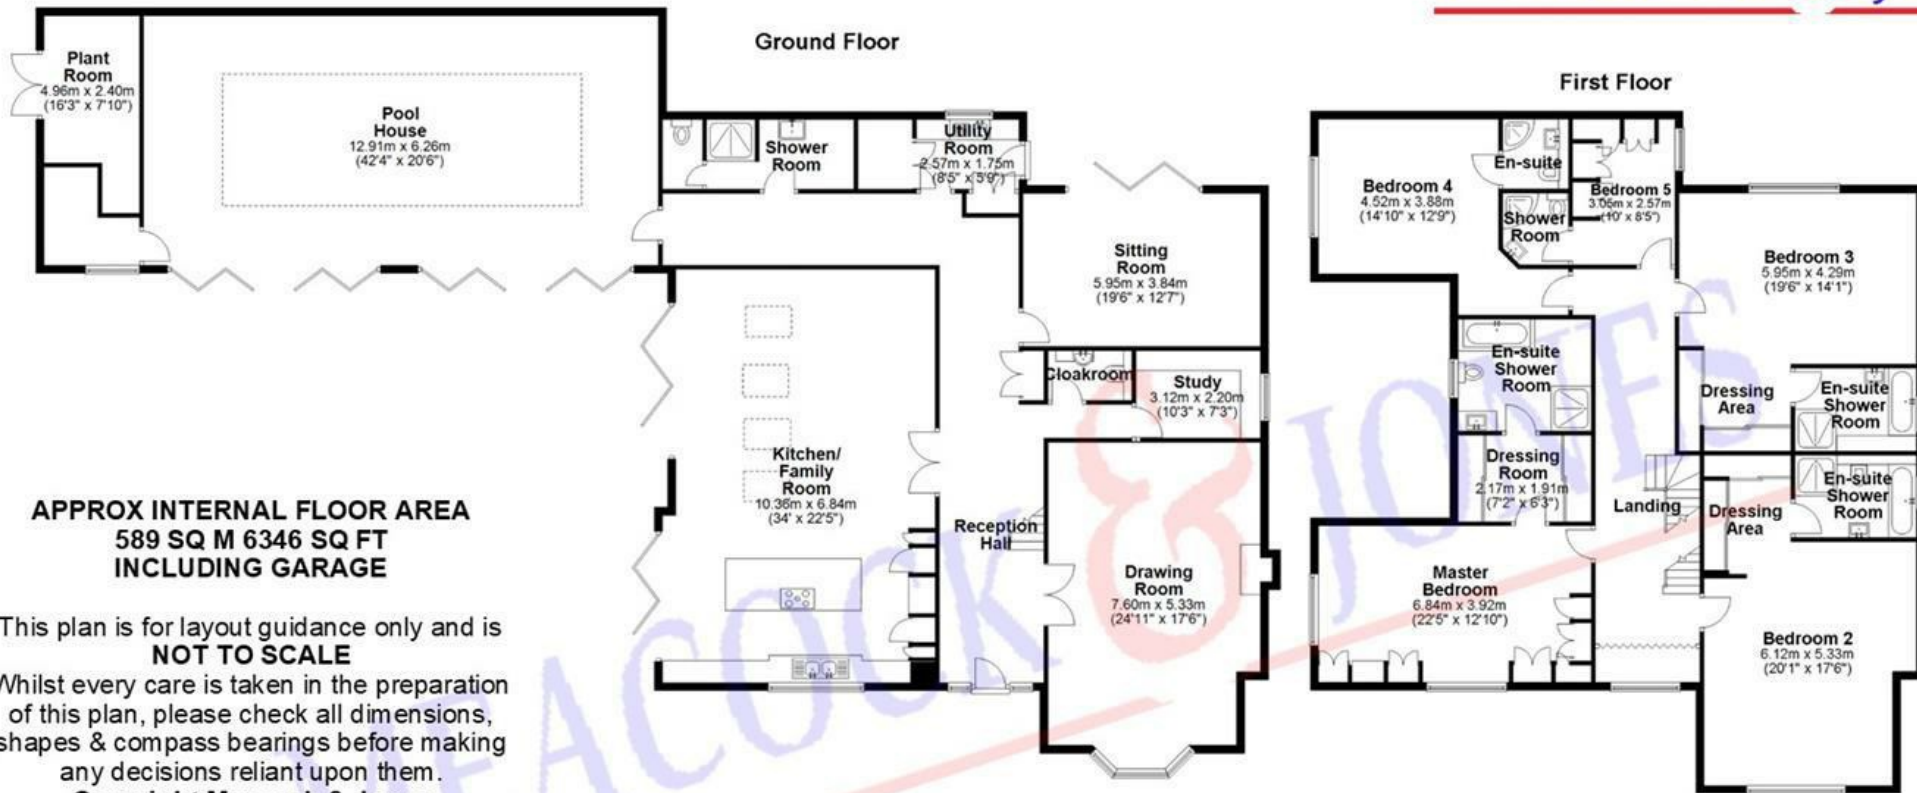 Ground Floor
Plant
Room
4.96m x 2.40m
(16'3" x 7'10")
Pool
House
12.91m x 6.26m
(42'4" x 20'6")
Shower
Room
Utility
Room
2.57m x 1.75m
(8'5" x 5'9")
Sitting
Room
5.95m x 3.84m
(19'6" x 12'7")
Cloakroom
Study
3.12m x 2.20m
(10'3" x 7'3")
Kitchen/
Family
Room
10.36m x 6.84m
(34' x 22'5")
Reception
Hall
Drawing
Room
7.60m x 5.33m
(24'11" x 17'6")
First Floor
Bedroom 4
4.52m x 3.88m
(14'10" x 12'9")
En-suite
Shower
Room
Bedroom 5
3.05m x 2.57m
(10' x 8'5")
Bedroom 3
5.95m x 4.29m
(19'6" x 14'1")
En-suite
Shower
Room
Dressing
Area
En-suite
Shower
Room
Dressing
Room
2.17m x 1.91m
(7'2" x 6'3")
Landing
Dressing
Area
En-suite
Shower
Room
Master
Bedroom
6.84m x 3.92m
(22'5" x 12'10")
Bedroom 2
6.12m x 5.33m
(20'1" x 17'6")
APPROX INTERNAL FLOOR AREA
589 SQ M 6346 SQ FT
INCLUDING GARAGE
This plan is for layout guidance only and is
NOT TO SCALE
Whilst every care is taken in the preparation
of this plan, please check all dimensions,
shapes & compass bearings before making
any decisions reliant upon them.
MEACOCK & JONES